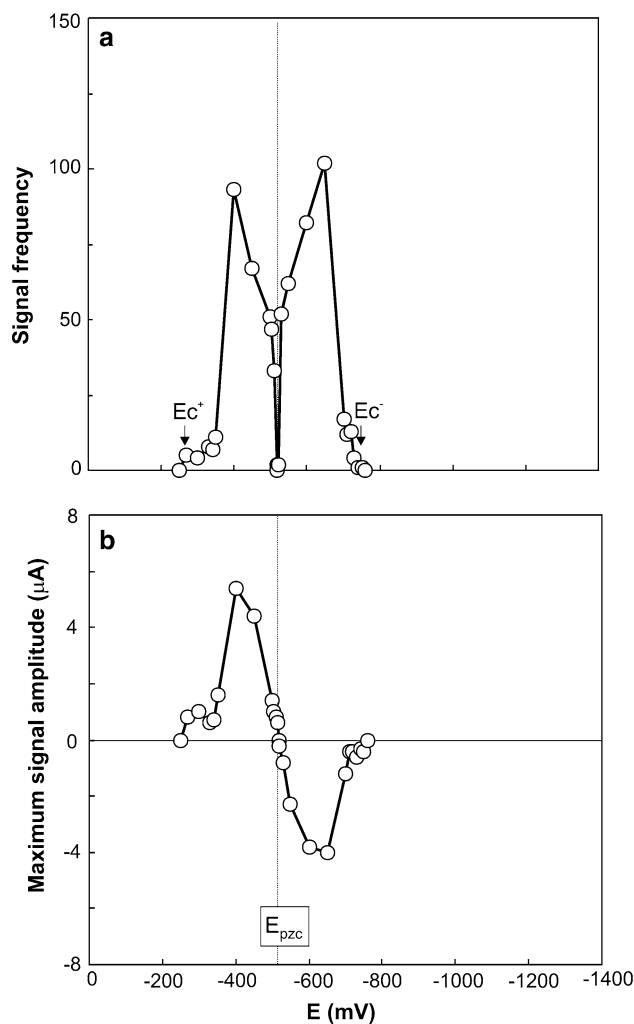 150
a
100
Signal frequency
50
Ec⁺
Ec⁻
0
8
b
4
Maximum signal amplitude (μA)
0
-4
E_pzc
-8
0 -200 -400 -600 -800 -1000 -1200 -1400
E (mV)